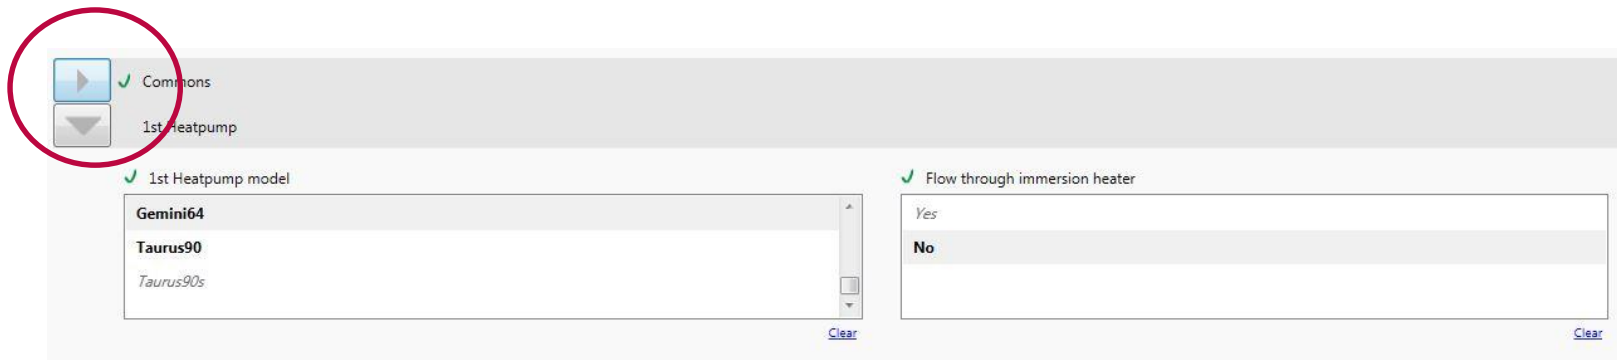 Commons
1st Heatpump
1st Heatpump model
Gemini64
Taurus90
Taurus90s
Clear
Flow through immersion heater
Yes
No
Clear